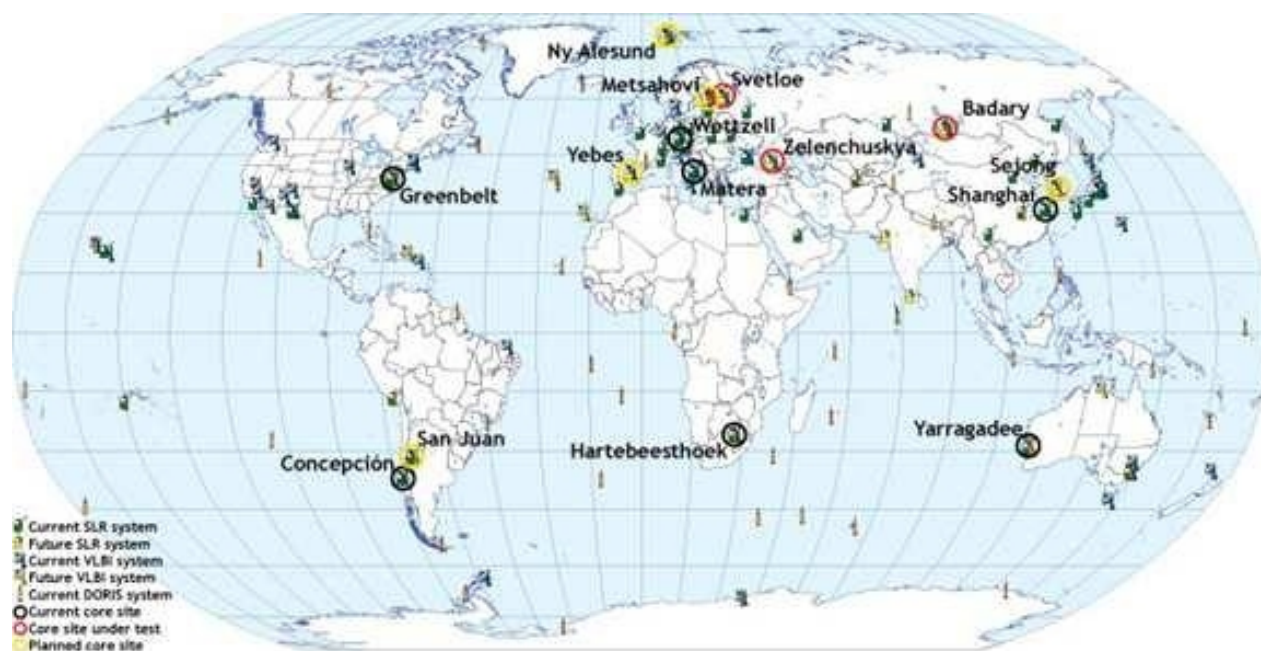 Ny Alesund
Metsahovi
Svetloe
Badary
Wettzell
Zelenchuskya
Yebes
Sejong
Greenbelt
Matera
Shanghai
San Juan
Yarragadee
Hartebeesthoek
Concepción
Current SLR system
Future SLR system
Current VLBI system
Future VLBI system
Current DORIS system
Current core site
Core site under test
Planned core site